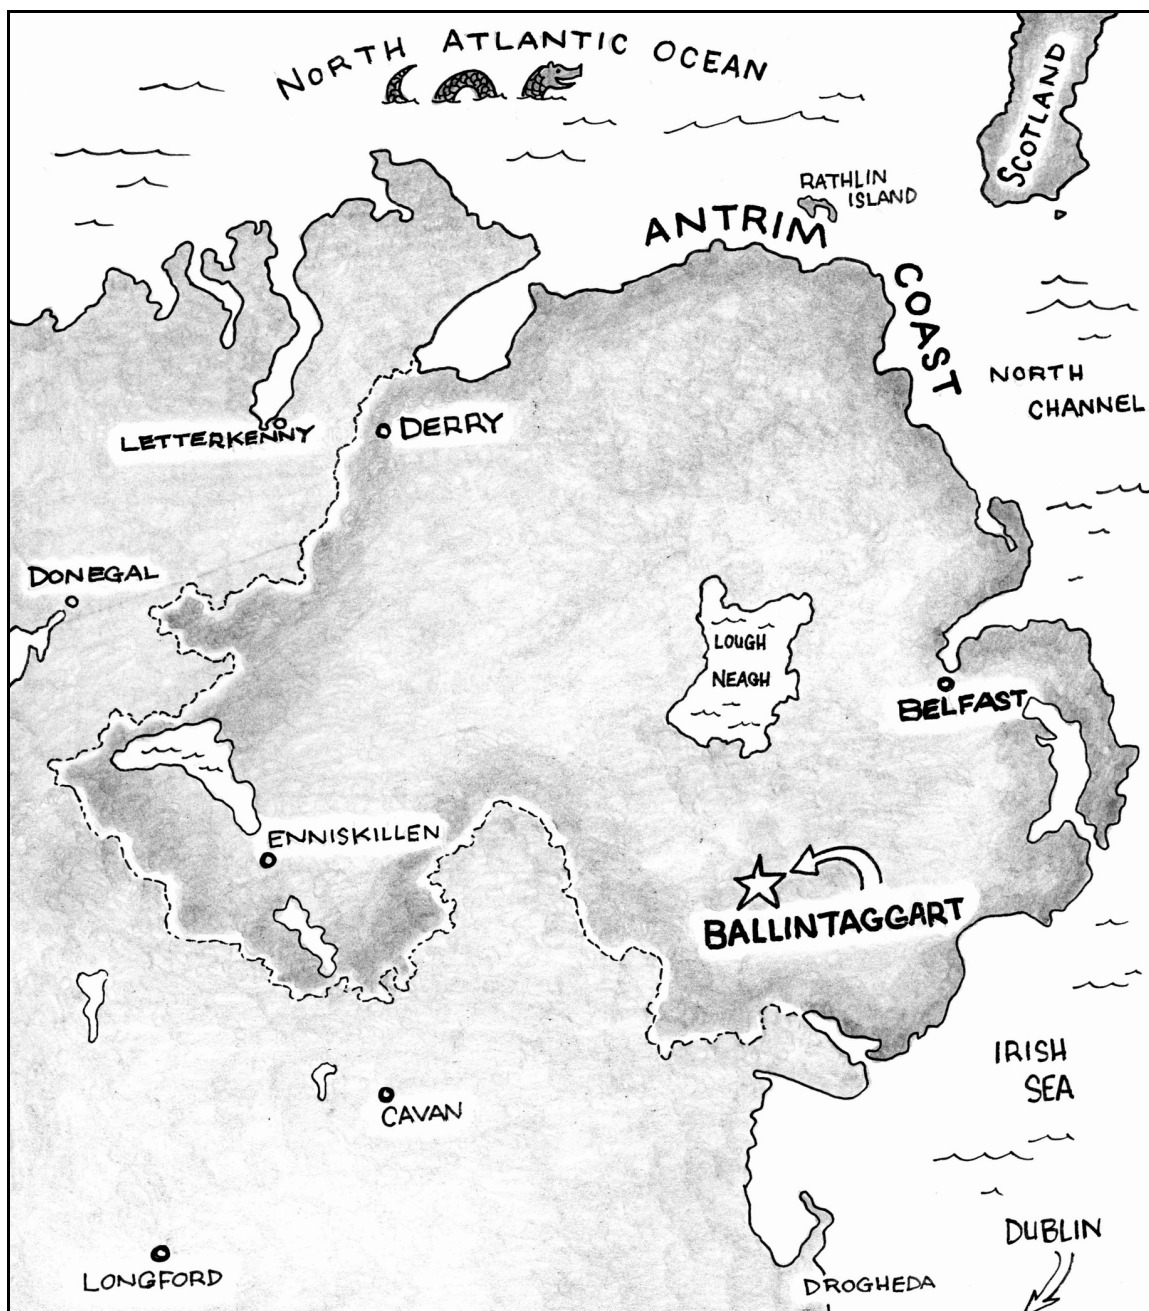 NORTH ATLANTIC OCEAN
SCOTLAND
RATHLIN
ISLAND
ANTRIM
COAST
NORTH
CHANNEL
LETTERKENNY
DERRY
DONEGAL
LOUGH
NEAGH
BELFAST
ENNISKILLEN
BALLINTAGGART
IRISH
SEA
CAVAN
DUBLIN
LONGFORD
DROGHEDA